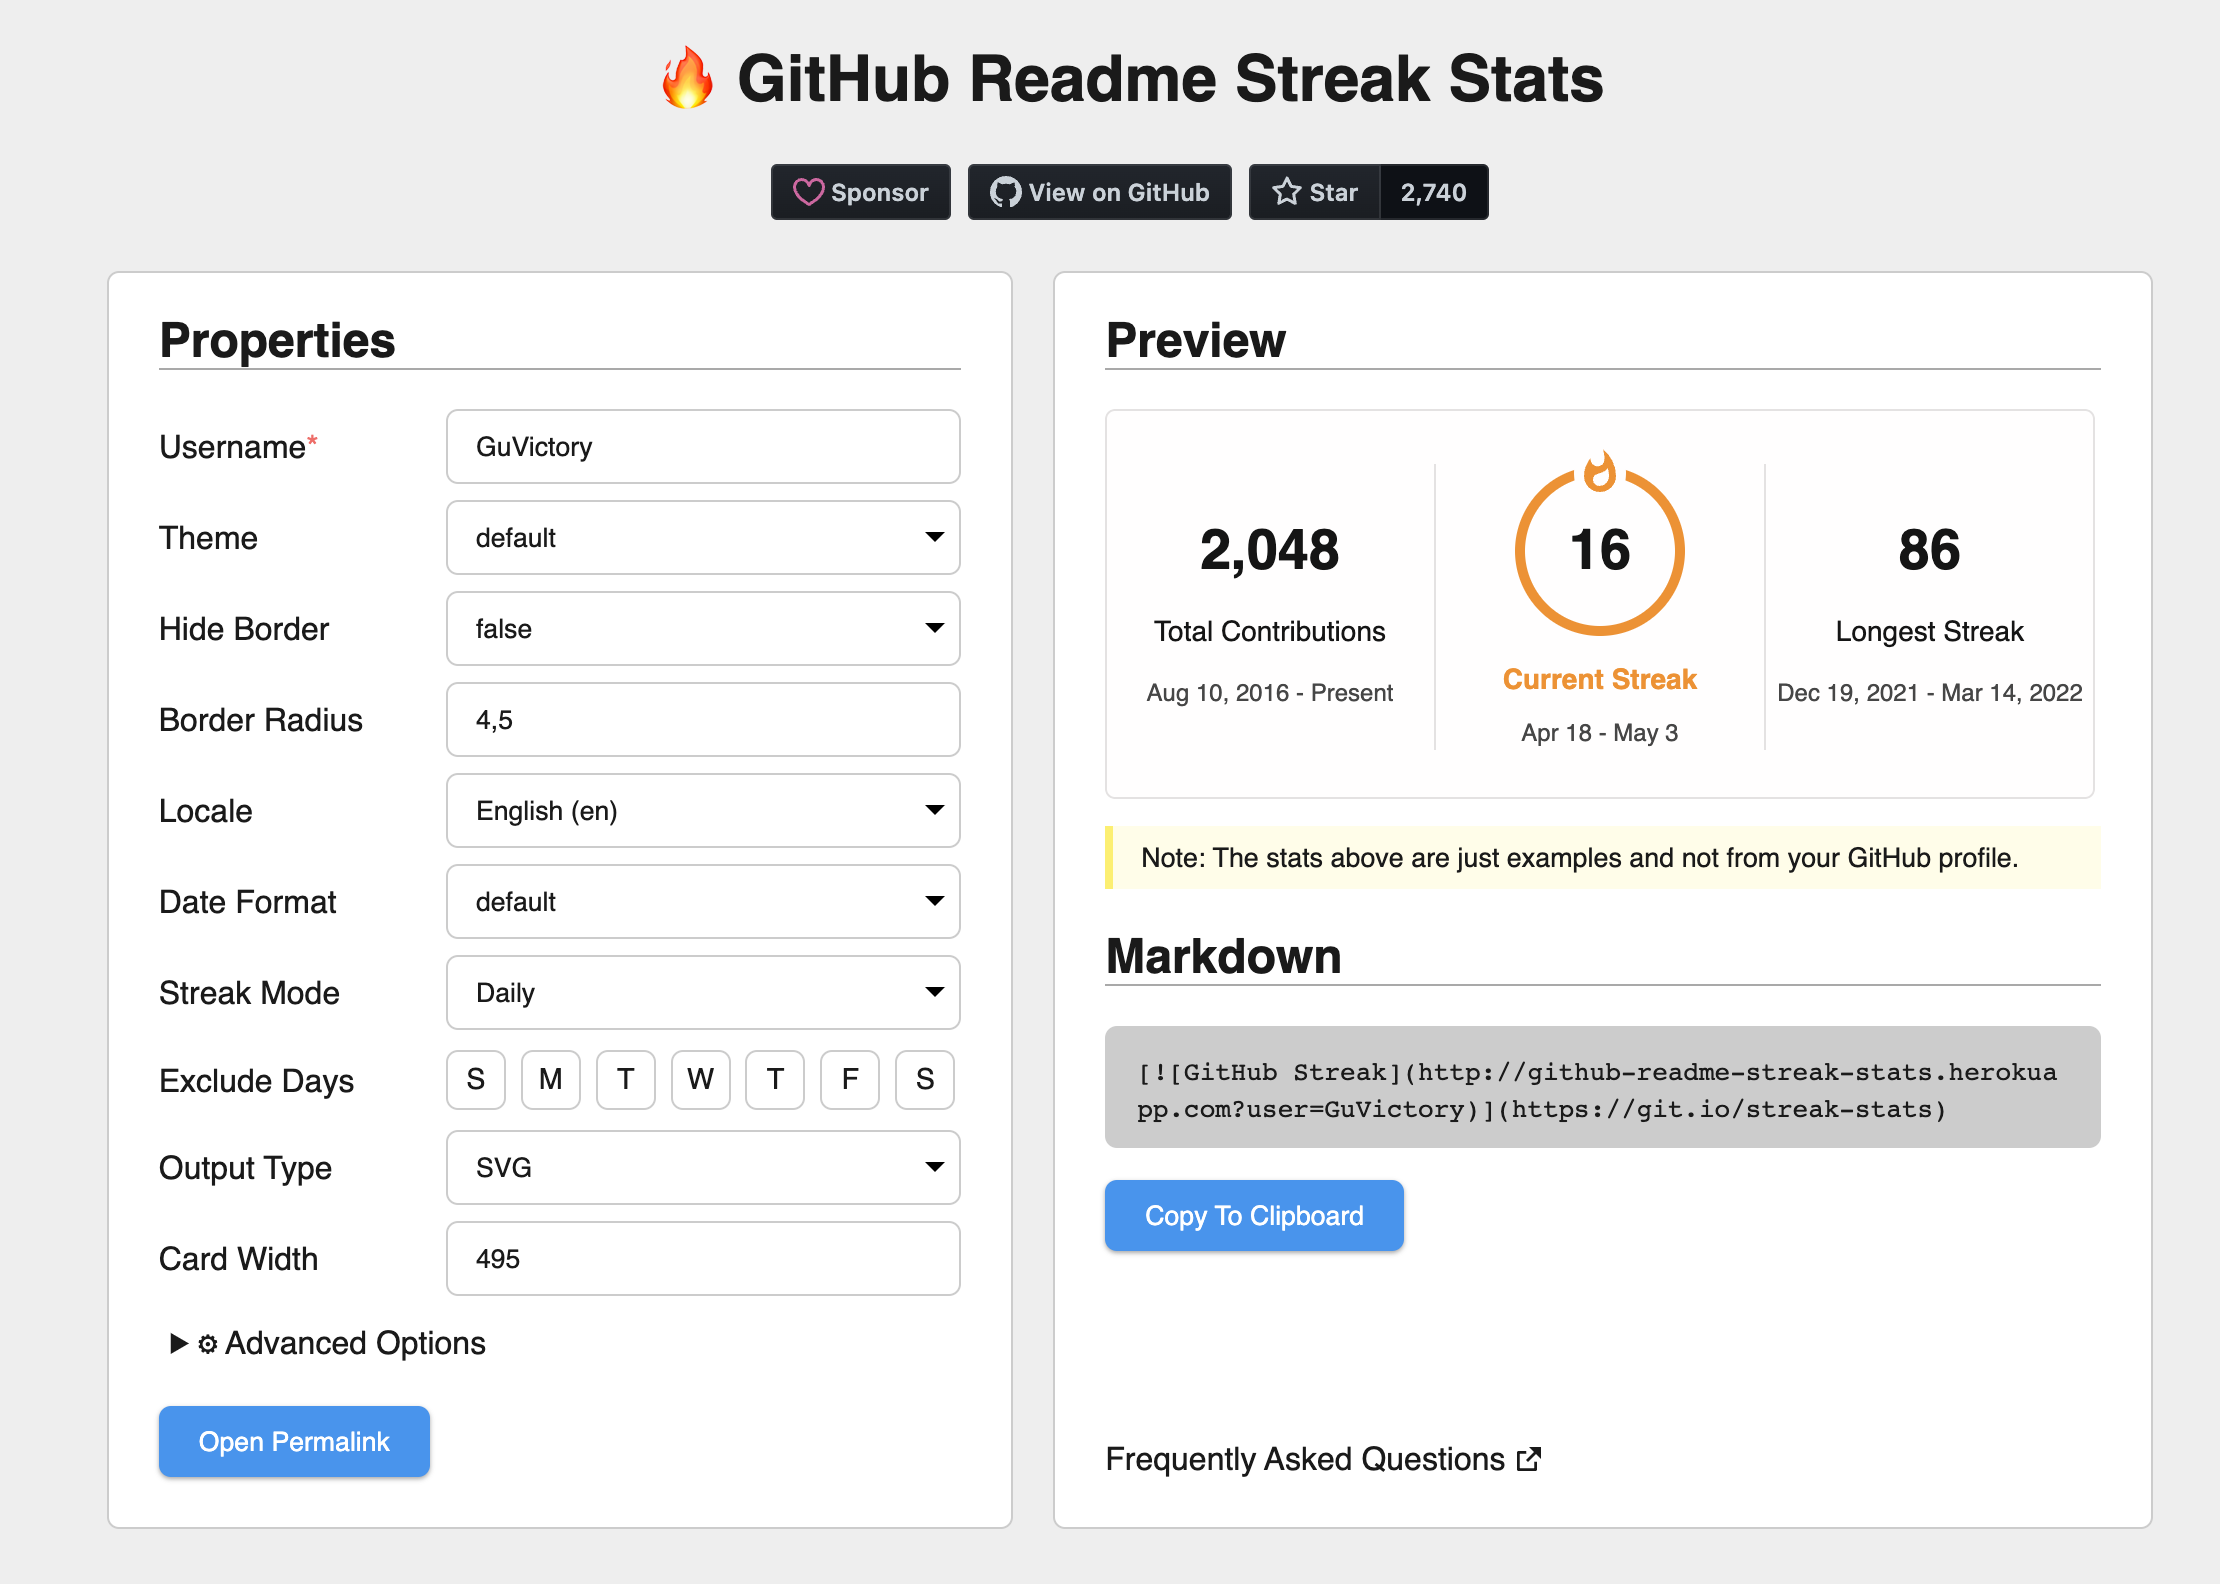 GitHub Readme Streak Stats
Sponsor
View on GitHub
Star 2,740
Properties
Username*
GuVictory
Theme
default
Hide Border
false
Border Radius
4,5
Locale
English (en)
Date Format
default
Streak Mode
Daily
Exclude Days
S M T W T F S
Output Type
SVG
Card Width
495
Advanced Options
Open Permalink
Preview
2,048
Total Contributions
Aug 10, 2016 - Present
16
Current Streak
Apr 18 - May 3
86
Longest Streak
Dec 19, 2021 - Mar 14, 2022
Note: The stats above are just examples and not from your GitHub profile.
Markdown
[![GitHub Streak](http://github-readme-streak-stats.herokua
pp.com?user=GuVictory)](https://git.io/streak-stats)
Copy To Clipboard
Frequently Asked Questions